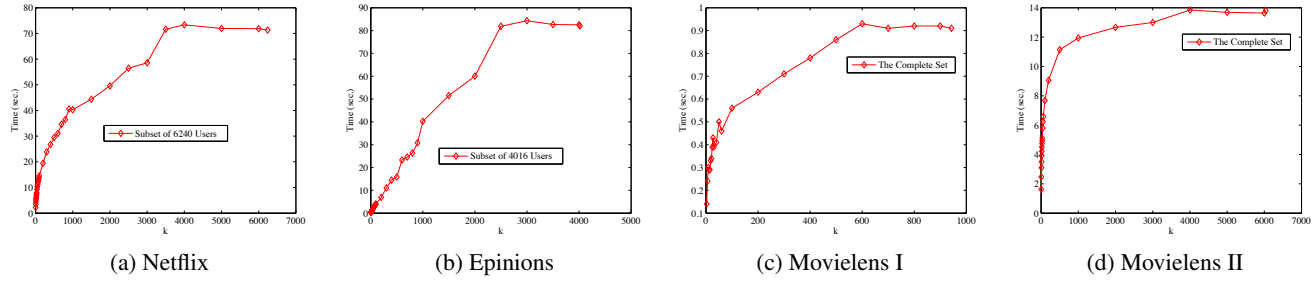 80
70
60
50
40
30
20
10
0
Time (sec.)
Subset of 6240 Users
0 1000 2000 3000 4000 5000 6000 7000
k
(a) Netflix
90
80
70
60
50
40
30
20
10
0
Time (sec.)
Subset of 4016 Users
0 1000 2000 3000 4000 5000
k
(b) Epinions
1
0.9
0.8
0.7
0.6
0.5
0.4
0.3
0.2
0.1
Time (sec.)
The Complete Set
0 200 400 600 800 1000
k
(c) Movielens I
14
12
10
8
6
4
2
0
Time (sec.)
The Complete Set
0 1000 2000 3000 4000 5000 6000 7000
k
(d) Movielens II